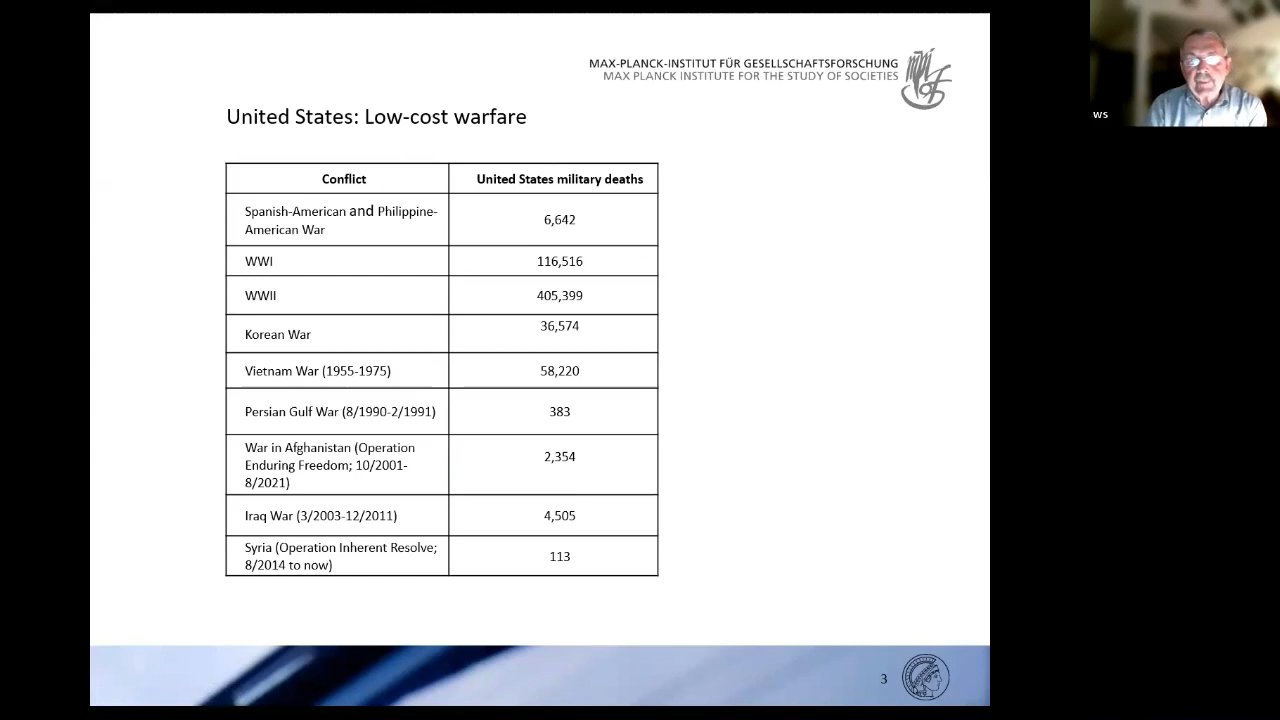 MAX-PLANCK-INSTITUT FÜR GESELLSCHAFTSFORSCHUNG
MAX PLANCK INSTITUTE FOR THE STUDY OF SOCIETIES
United States: Low-cost warfare
Conflict
United States military deaths
Spanish-American and Philippine-
American War
6,642
WWI
116,516
WWII
405,399
Korean War
36,574
Vietnam War (1955-1975)
58,220
Persian Gulf War (8/1990-2/1991)
383
War in Afghanistan (Operation
Enduring Freedom; 10/2001-
8/2021)
2,354
Iraq War (3/2003-12/2011)
4,505
Syria (Operation Inherent Resolve;
8/2014 to now)
113
3
ws